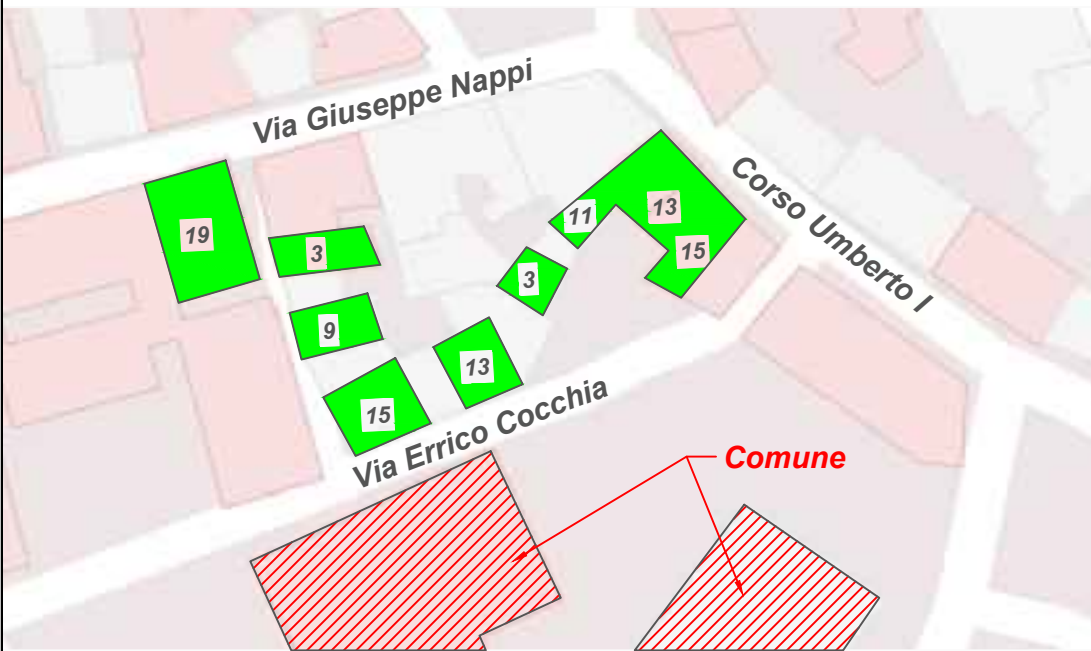 Via Giuseppe Nappi
Corso Umberto I
19
3
11
13
15
3
9
13
15
Via Errico Cocchia
Comune